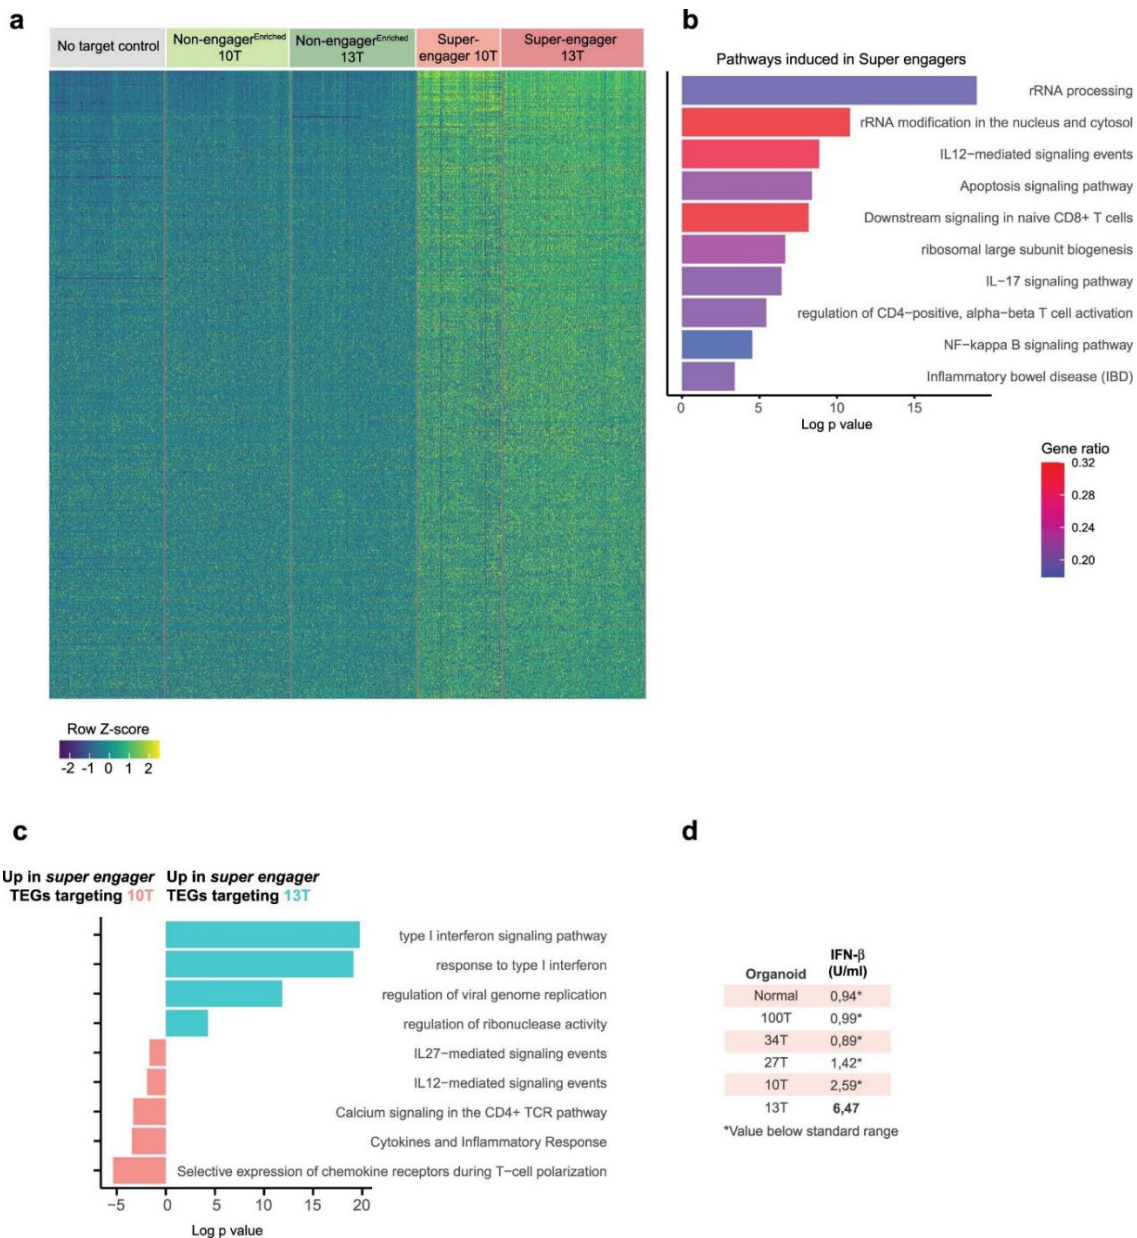 a
No target control
Non-engagerEnriched
10T
Non-engagerEnriched
13T
Super-
engager 10T
Super-engager
13T
Row Z-score
-2 -1 0 1 2
b
Pathways induced in Super engagers
rRNA processing
rRNA modification in the nucleus and cytosol
IL12−mediated signaling events
Apoptosis signaling pathway
Downstream signaling in naive CD8+ T cells
ribosomal large subunit biogenesis
IL−17 signaling pathway
regulation of CD4−positive, alpha−beta T cell activation
NF−kappa B signaling pathway
Inflammatory bowel disease (IBD)
0 5 10 15
Log p value
Gene ratio
0.32
0.28
0.24
0.20
c
Up in super engager
TEGs targeting 10T
Up in super engager
TEGs targeting 13T
type I interferon signaling pathway
response to type I interferon
regulation of viral genome replication
regulation of ribonuclease activity
IL27−mediated signaling events
IL12−mediated signaling events
Calcium signaling in the CD4+ TCR pathway
Cytokines and Inflammatory Response
Selective expression of chemokine receptors during T−cell polarization
−5 0 5 10 15 20
Log p value
d
Organoid IFN-β
(U/ml)
Normal 0,94*
100T 0,99*
34T 0,89*
27T 1,42*
10T 2,59*
13T 6,47
*Value below standard range